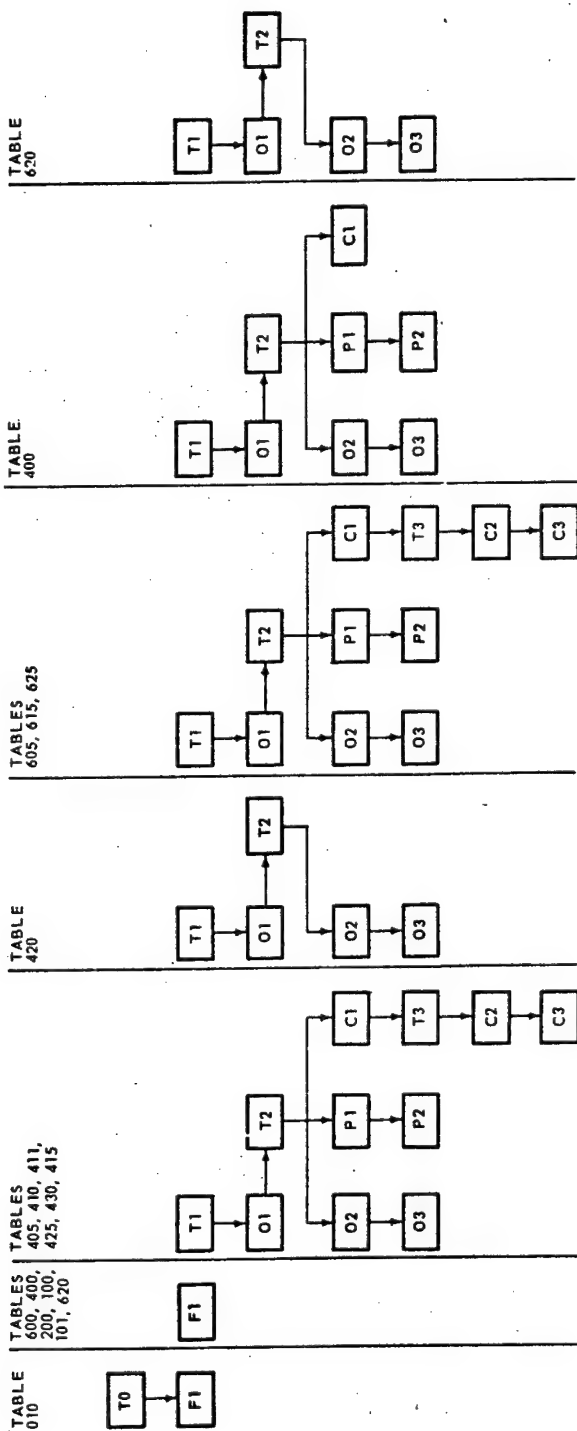 TABLE
010
T0
F1
TABLES
600, 400,
200, 100,
101, 620
F1
TABLES
405, 410, 411,
425, 430, 415
T1
O1
T2
O2
P1
C1
O3
P2
T3
C2
C3
TABLE
420
T1
O1
T2
O2
O3
TABLES
605, 615, 625
T1
O1
T2
O2
P1
C1
O3
P2
T3
C2
C3
TABLE
400
T1
O1
T2
O2
P1
C1
O3
P2
TABLE
620
T1
O1
T2
O2
O3